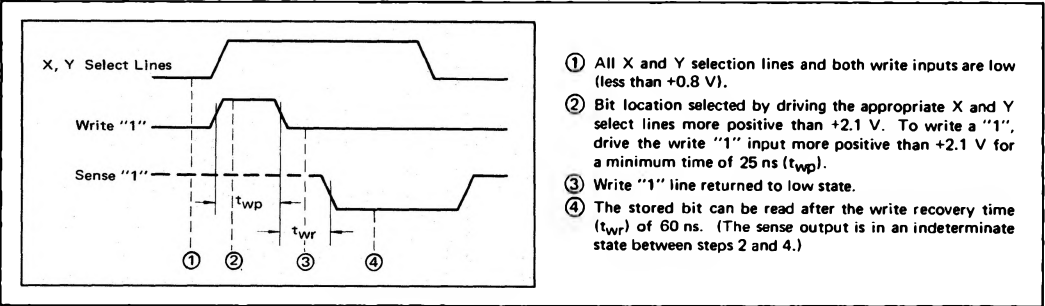 X, Y Select Lines
Write "1"
Sense "1"
twp
twr
① ② ③ ④
① All X and Y selection lines and both write inputs are low
(less than +0.8 V).
② Bit location selected by driving the appropriate X and Y
select lines more positive than +2.1 V. To write a "1",
drive the write "1" input more positive than +2.1 V for
a minimum time of 25 ns (twp).
③ Write "1" line returned to low state.
④ The stored bit can be read after the write recovery time
(twr) of 60 ns. (The sense output is in an indeterminate
state between steps 2 and 4.)